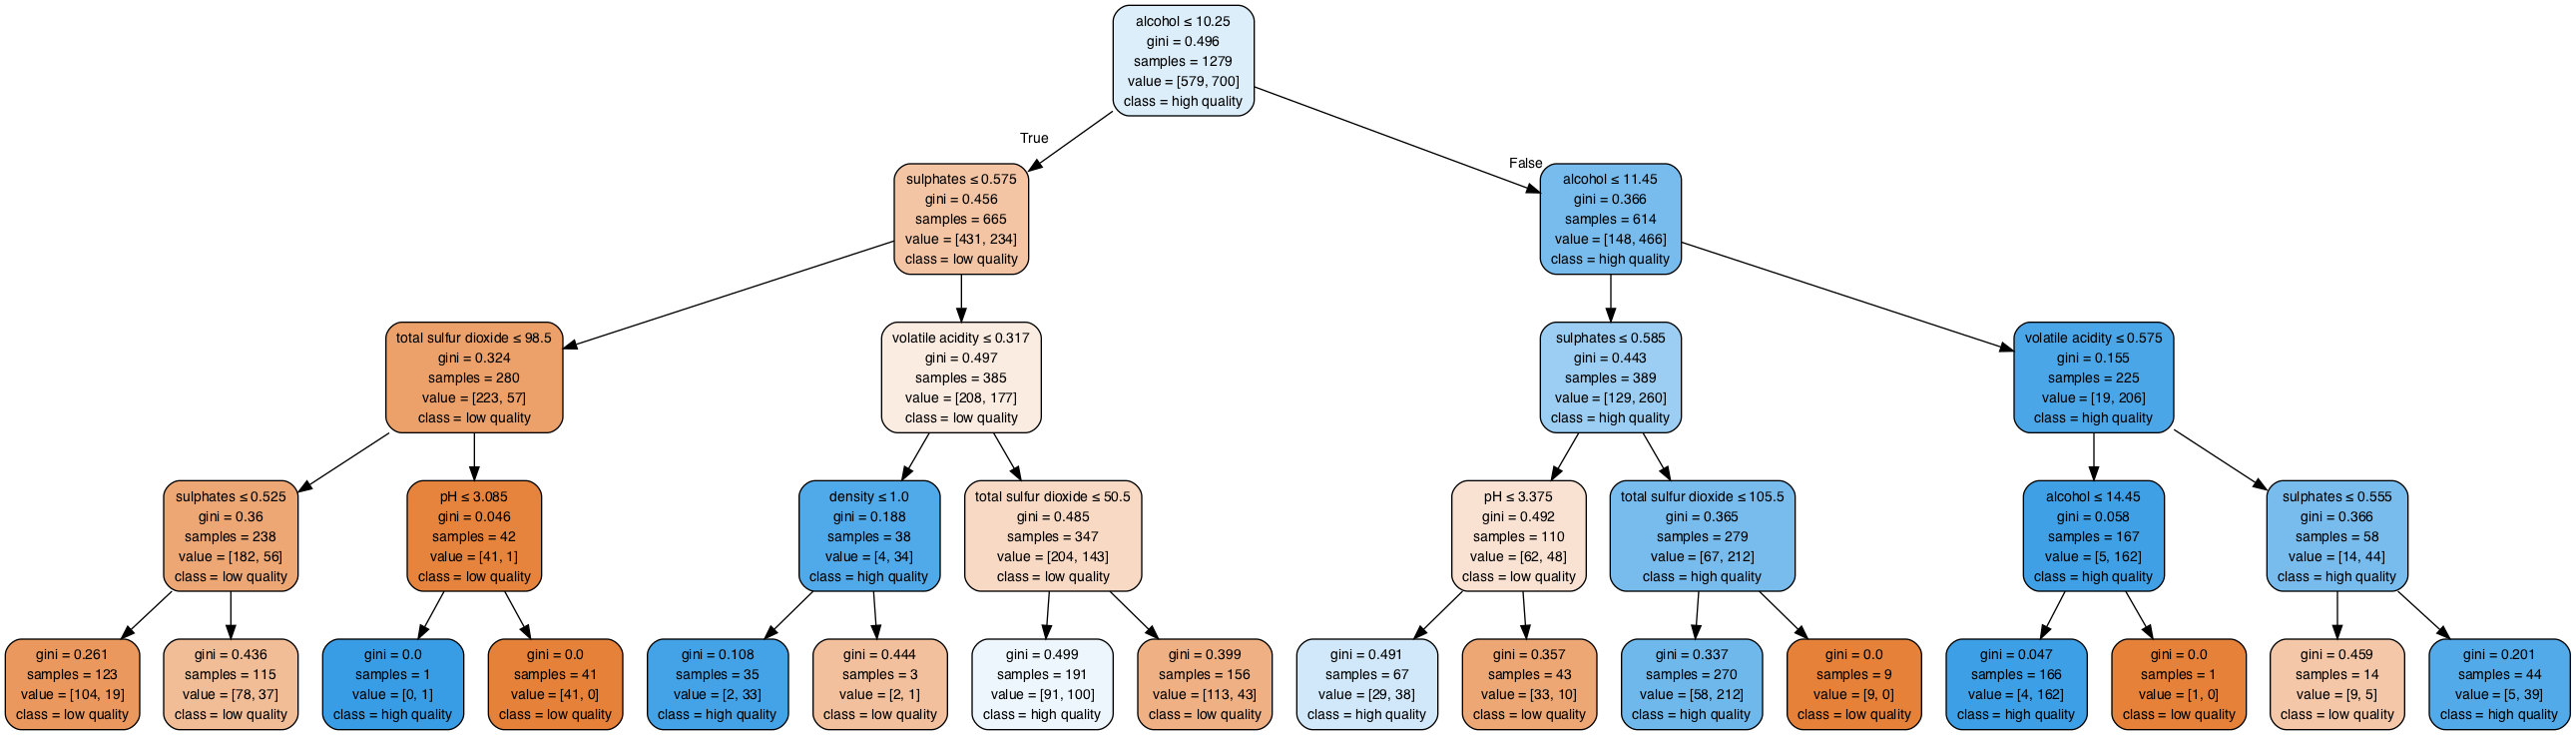 alcohol ≤ 10.25
gini = 0.496
samples = 1279
value = [579, 700]
class = high quality
True
False
sulphates ≤ 0.575
gini = 0.456
samples = 665
value = [431, 234]
class = low quality
alcohol ≤ 11.45
gini = 0.366
samples = 614
value = [148, 466]
class = high quality
total sulfur dioxide ≤ 98.5
gini = 0.324
samples = 280
value = [223, 57]
class = low quality
volatile acidity ≤ 0.317
gini = 0.497
samples = 385
value = [208, 177]
class = low quality
sulphates ≤ 0.585
gini = 0.443
samples = 389
value = [129, 260]
class = high quality
volatile acidity ≤ 0.575
gini = 0.155
samples = 225
value = [19, 206]
class = high quality
sulphates ≤ 0.525
gini = 0.36
samples = 238
value = [182, 56]
class = low quality
pH ≤ 3.085
gini = 0.046
samples = 42
value = [41, 1]
class = low quality
density ≤ 1.0
gini = 0.188
samples = 38
value = [4, 34]
class = high quality
total sulfur dioxide ≤ 50.5
gini = 0.485
samples = 347
value = [204, 143]
class = low quality
pH ≤ 3.375
gini = 0.492
samples = 110
value = [62, 48]
class = low quality
total sulfur dioxide ≤ 105.5
gini = 0.365
samples = 279
value = [67, 212]
class = high quality
alcohol ≤ 14.45
gini = 0.058
samples = 167
value = [5, 162]
class = high quality
sulphates ≤ 0.555
gini = 0.366
samples = 58
value = [14, 44]
class = high quality
gini = 0.261
samples = 123
value = [104, 19]
class = low quality
gini = 0.436
samples = 115
value = [78, 37]
class = low quality
gini = 0.0
samples = 1
value = [0, 1]
class = high quality
gini = 0.0
samples = 41
value = [41, 0]
class = low quality
gini = 0.108
samples = 35
value = [2, 33]
class = high quality
gini = 0.444
samples = 3
value = [2, 1]
class = low quality
gini = 0.499
samples = 191
value = [91, 100]
class = high quality
gini = 0.399
samples = 156
value = [113, 43]
class = low quality
gini = 0.491
samples = 67
value = [29, 38]
class = high quality
gini = 0.357
samples = 43
value = [33, 10]
class = low quality
gini = 0.337
samples = 270
value = [58, 212]
class = high quality
gini = 0.0
samples = 9
value = [9, 0]
class = low quality
gini = 0.047
samples = 166
value = [4, 162]
class = high quality
gini = 0.0
samples = 1
value = [1, 0]
class = low quality
gini = 0.459
samples = 14
value = [9, 5]
class = low quality
gini = 0.201
samples = 44
value = [5, 39]
class = high quality